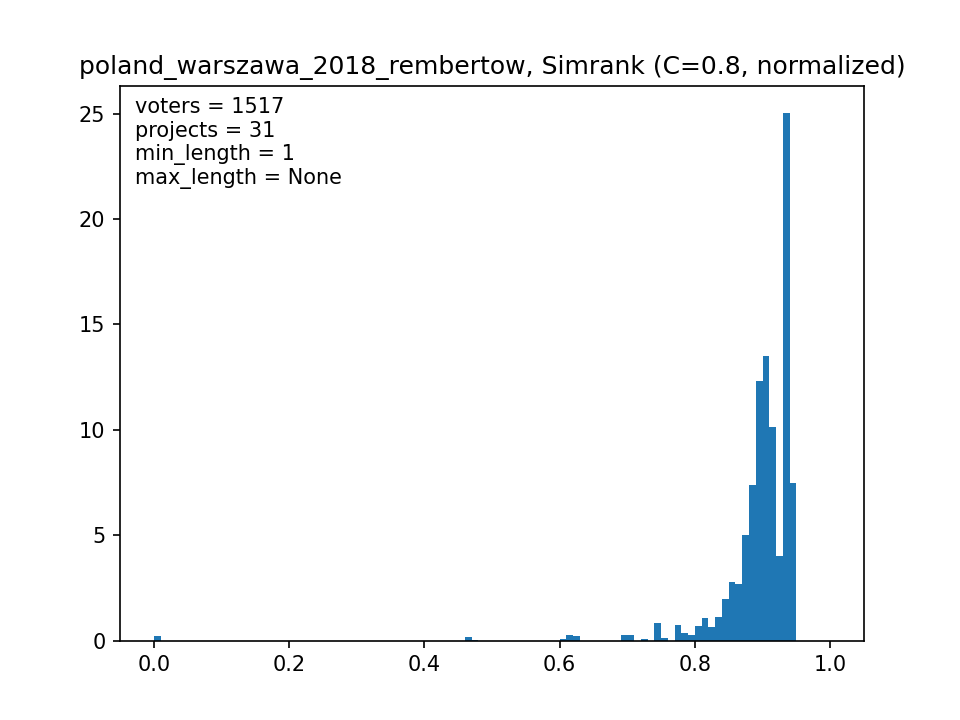 poland_warszawa_2018_rembertow, Simrank (C=0.8, normalized)
voters = 1517
projects = 31
min_length = 1
max_length = None
25
20
15
10
5
0
0.0 0.2 0.4 0.6 0.8 1.0